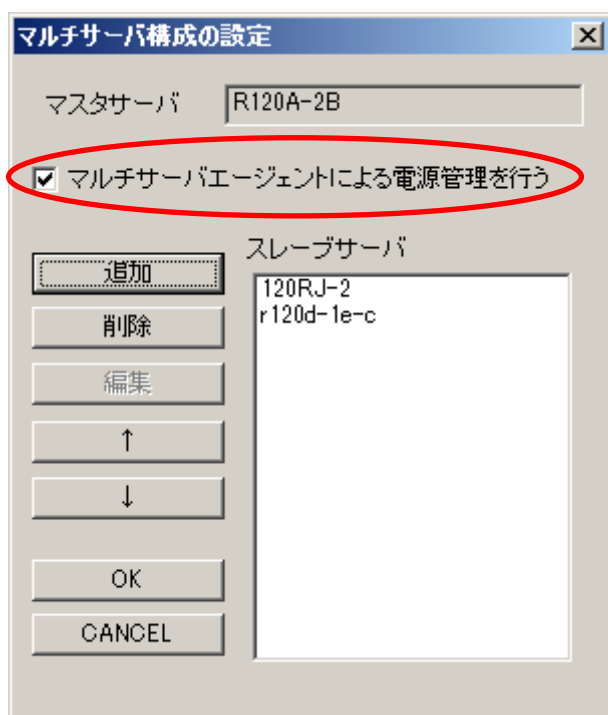 マルチサーバ構成の設定
マスタサーバ R120A-2B
マルチサーバエージェントによる電源管理を行う
スレーブサーバ
追加
削除
編集
↑
↓
OK
CANCEL
120RJ-2
r120d-1e-c